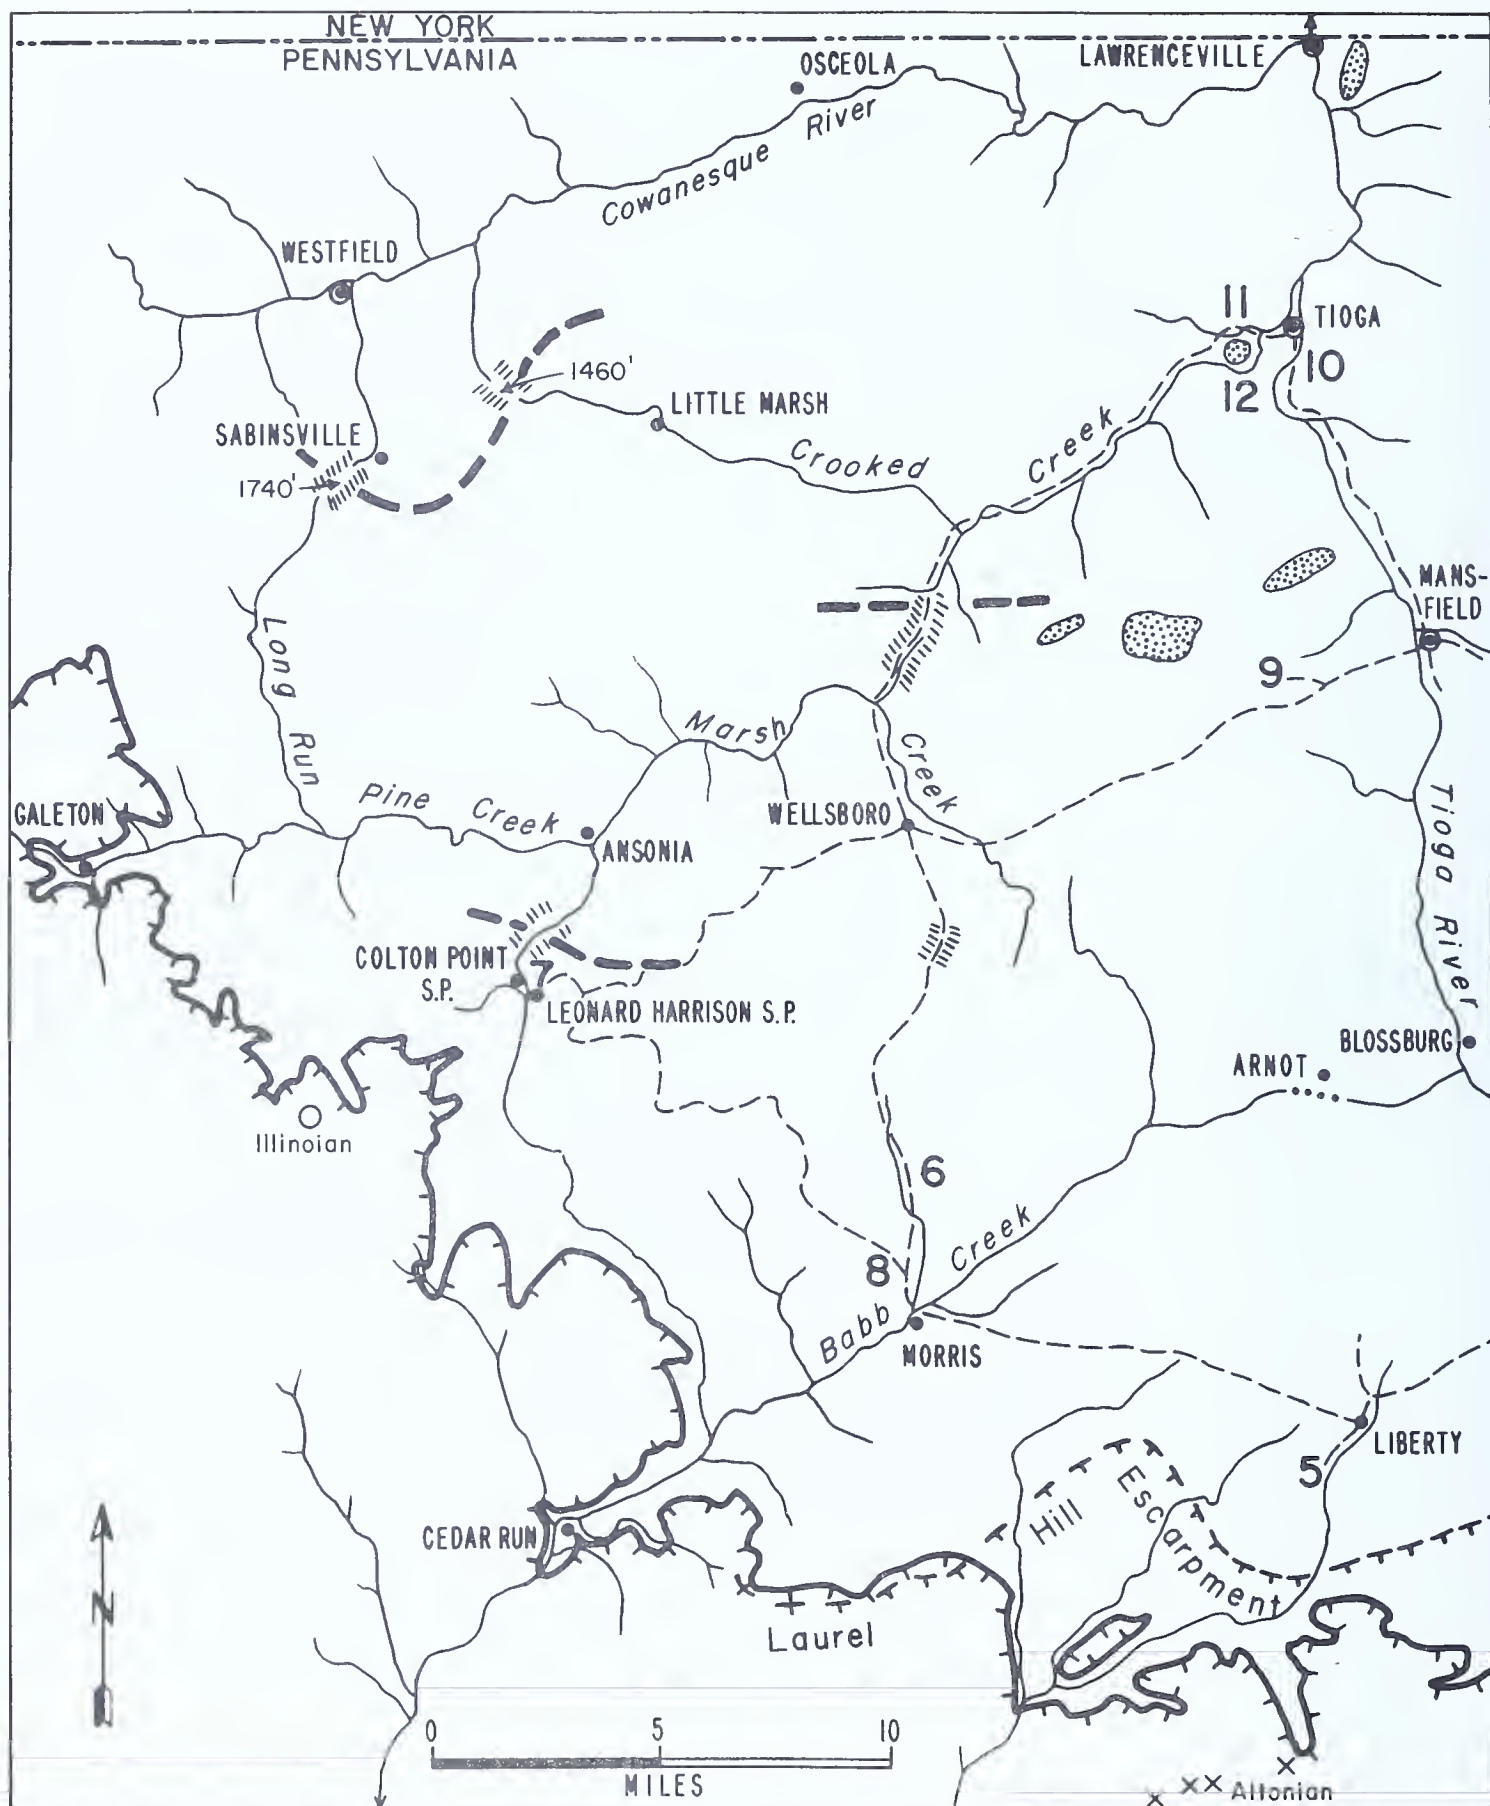 NEW YORK
PENNSYLVANIA
OSCEOLA
LAWRENCEVILLE
Cowanesque River
WESTFIELD
11
TIOGA
10
12
1460'
LITTLE MARSH
SABINSVILLE
1740'
Crooked Creek
MANS-
FIELD
9
Long Run
Marsh Creek
GALETON
Pine Creek
WELLSBORO
ANSONIA
Tioga River
COLTON POINT
S.P.
LEONARD HARRISON S.P.
BLOSSBURG
ARNOT
Illinoian
6
8
Babb Creek
MORRIS
LIBERTY
5
CEDAR RUN
Laurel Hill Escarpment
N
0 5 10
MILES
Altonian